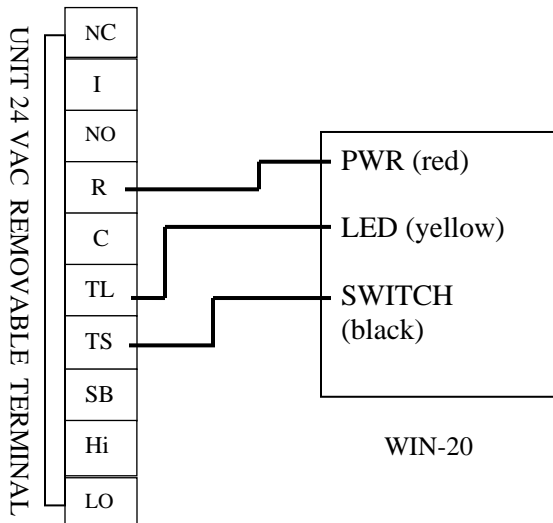 UNIT 24 VAC REMOVABLE TERMINAL
NC
I
NO
R
C
TL
TS
SB
Hi
LO
PWR (red)
LED (yellow)
SWITCH
(black)
WIN-20